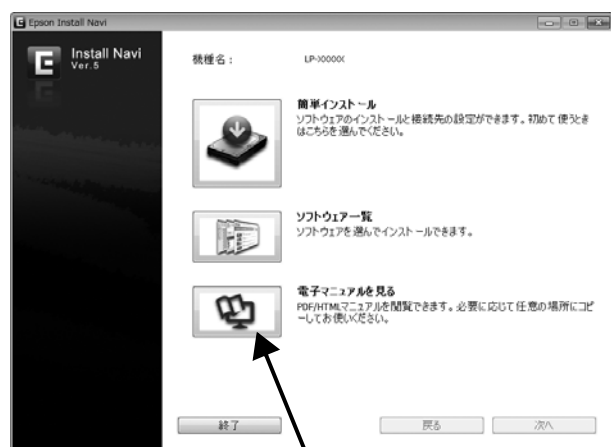 Epson Install Navi
Install Navi
Ver.5
機種名：
LP-XXXXX
簡単インストール
ソフトウェアのインストールと接続先の設定ができます。初めて使うとき
はこちらを選んでください。
ソフトウェア一覧
ソフトウェアを選んでインストールできます。
電子マニュアルを見る
PDF/HTMLマニュアルを閲覧できます。必要に応じて任意の場所にコピ
ーしてお使いください。
終了
戻る
次へ